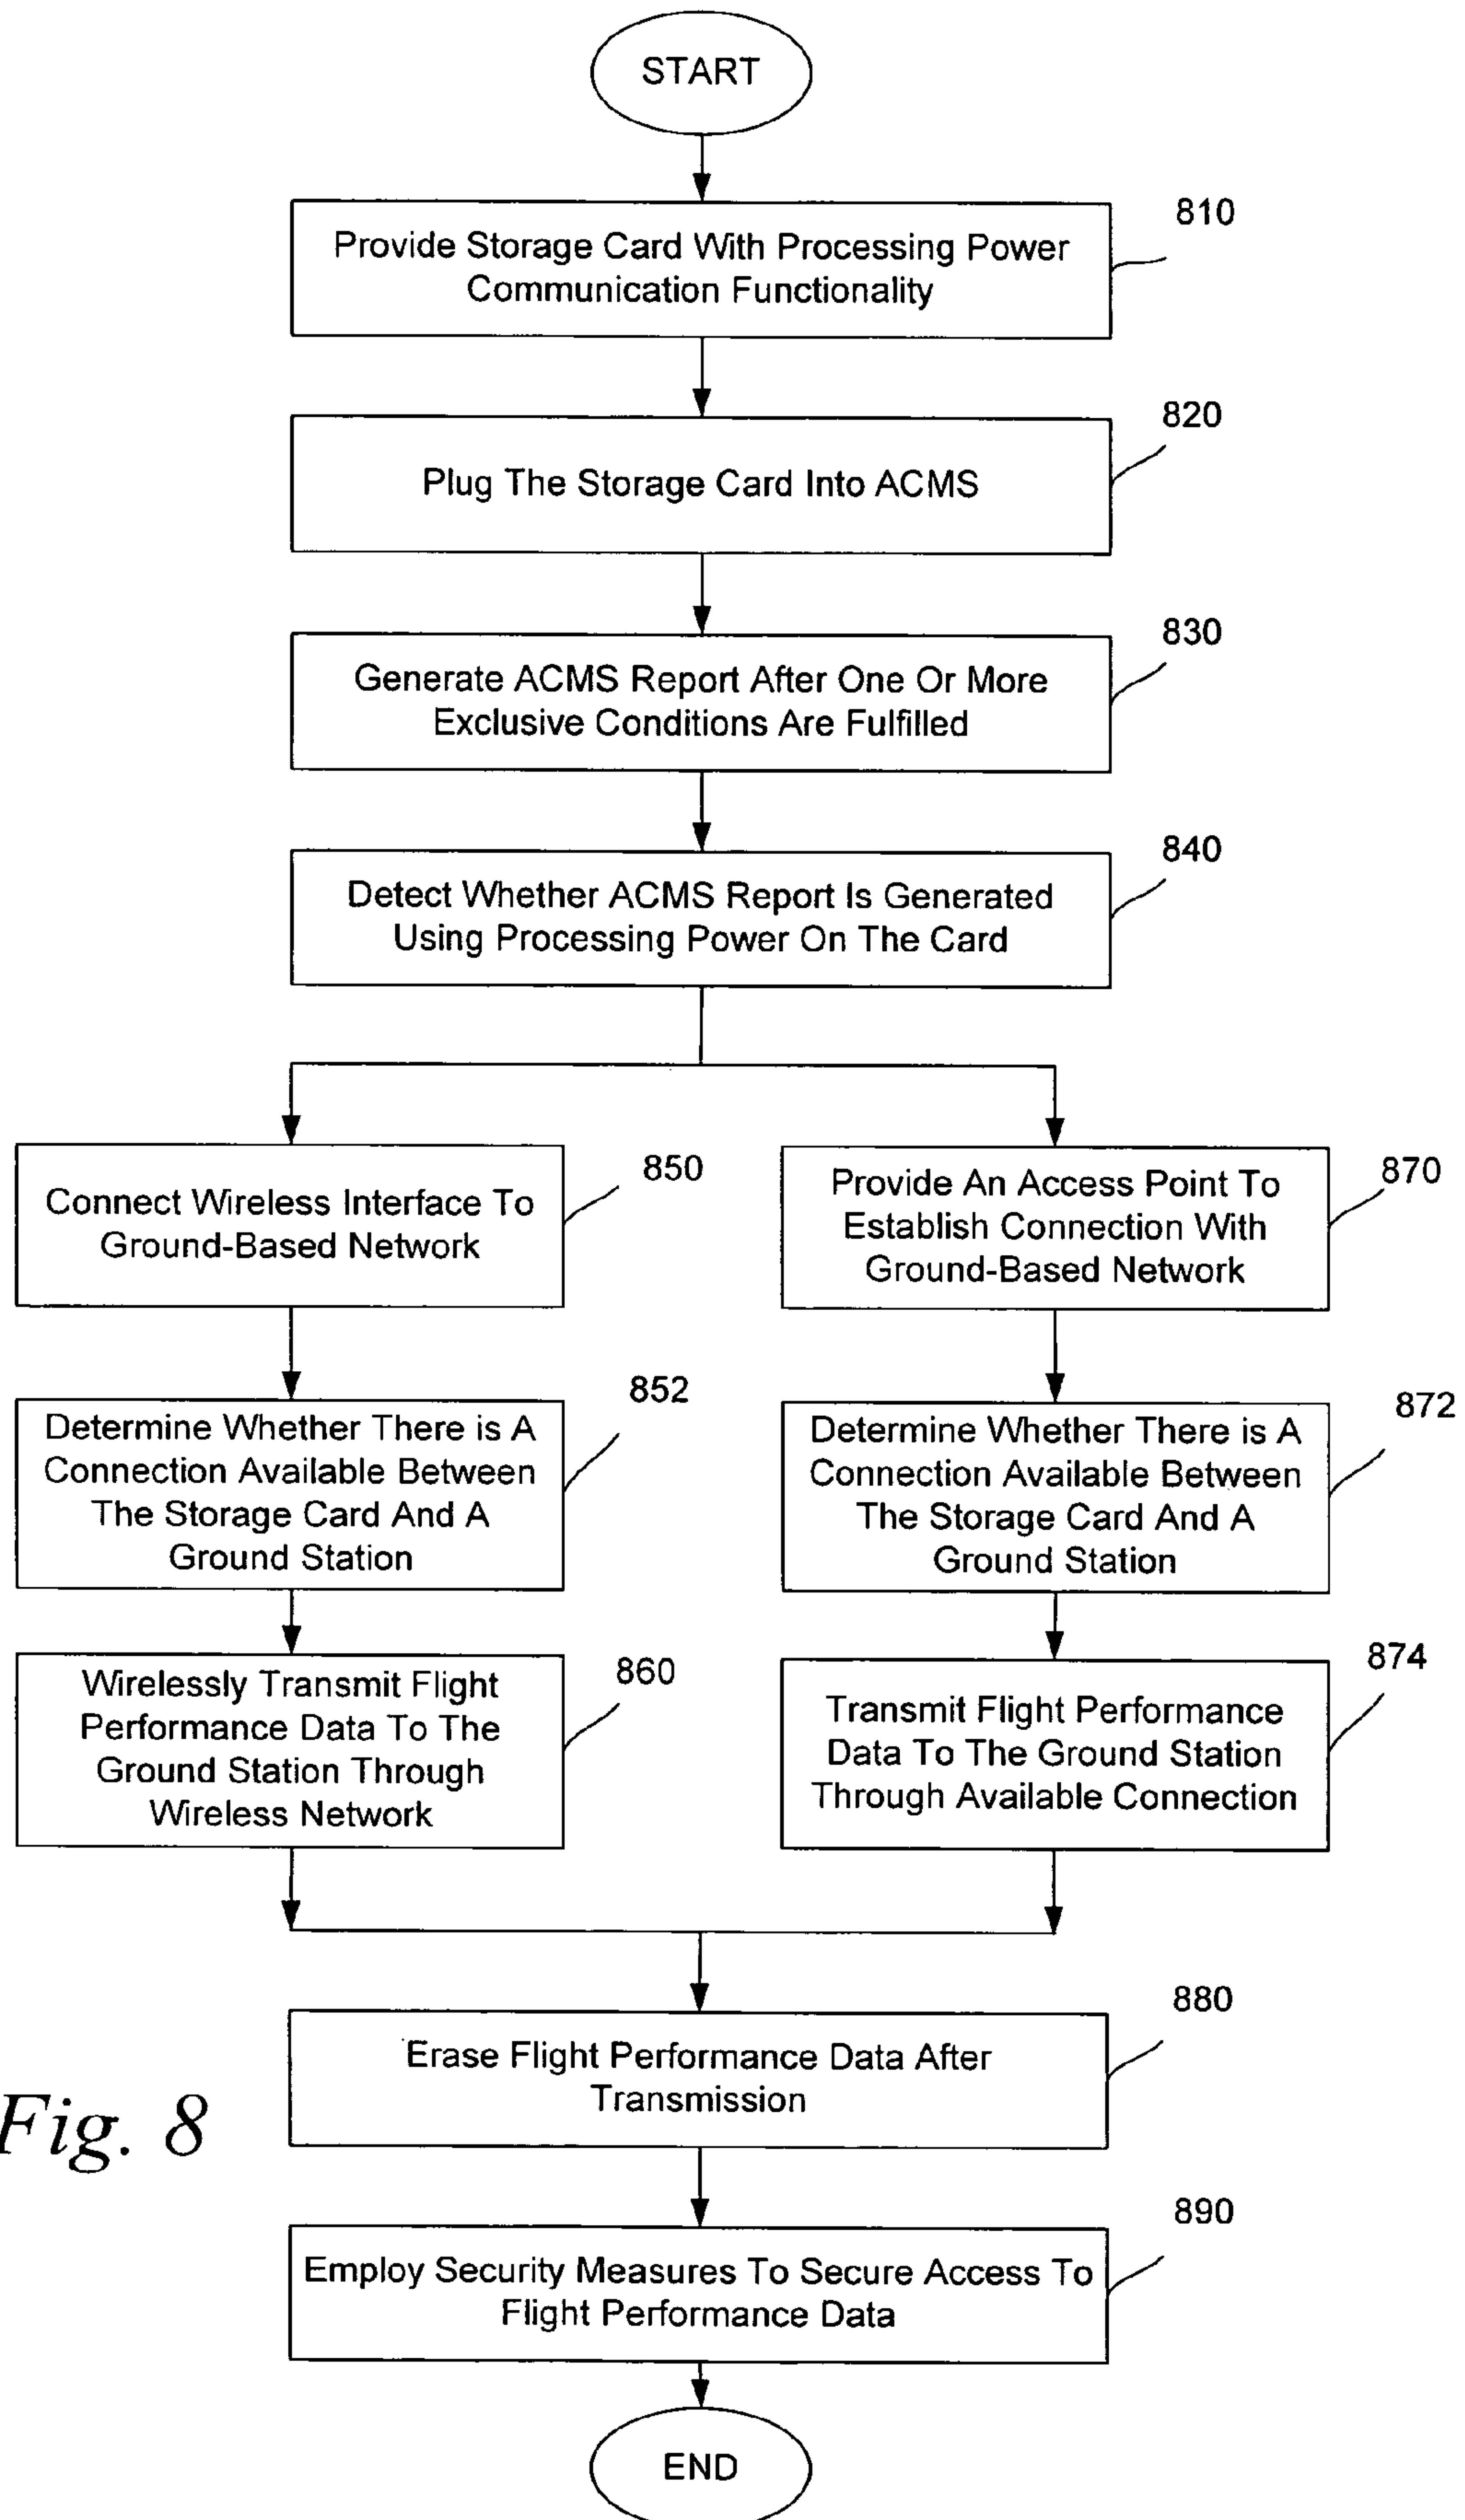 START
810
Provide Storage Card With Processing Power
Communication Functionality
820
Plug The Storage Card Into ACMS
830
Generate ACMS Report After One Or More
Exclusive Conditions Are Fulfilled
840
Detect Whether ACMS Report Is Generated
Using Processing Power On The Card
850
Connect Wireless Interface To
Ground-Based Network
870
Provide An Access Point To
Establish Connection With
Ground-Based Network
852
Determine Whether There is A
Connection Available Between
The Storage Card And A
Ground Station
872
Determine Whether There is A
Connection Available Between
The Storage Card And A
Ground Station
860
Wirelessly Transmit Flight
Performance Data To The
Ground Station Through
Wireless Network
874
Transmit Flight Performance
Data To The Ground Station
Through Available Connection
880
Erase Flight Performance Data After
Transmission
Fig. 8
890
Employ Security Measures To Secure Access To
Flight Performance Data
END